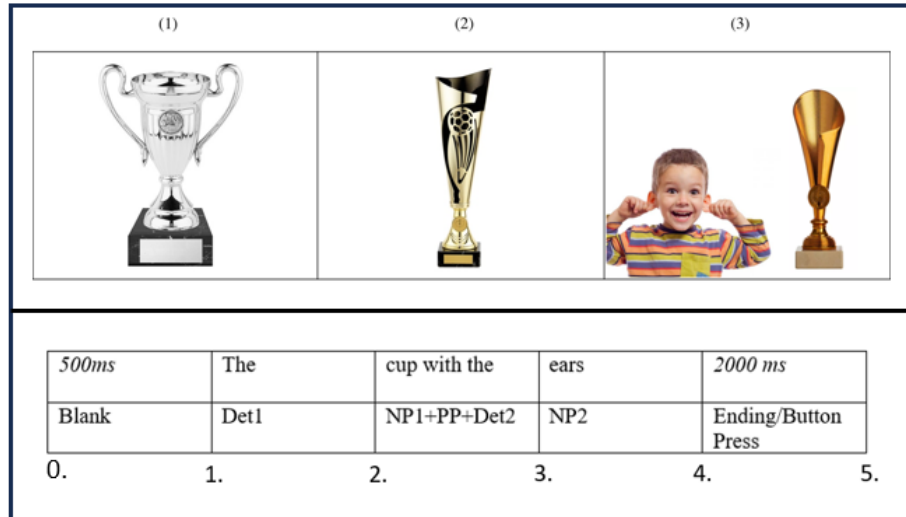 (1) (2) (3)
500ms The cup with the ears 2000 ms
Blank Det1 NP1+PP+Det2 NP2 Ending/Button
Press
0. 1. 2. 3. 4. 5.